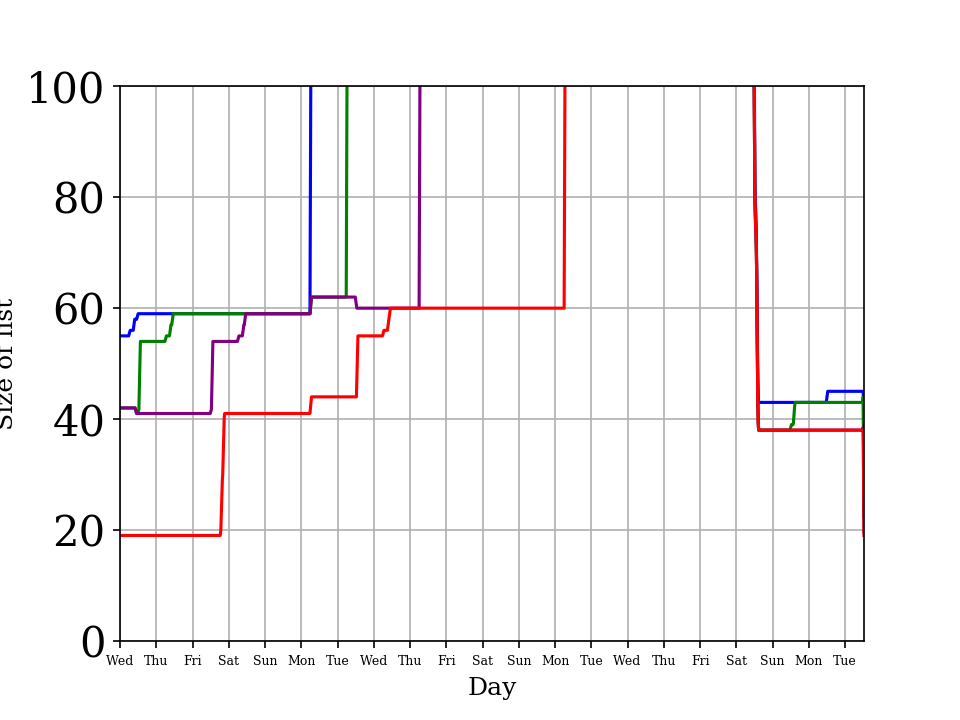 100
80
60
40
20
0
Size of list
Wed Thu Fri Sat Sun Mon Tue Wed Thu Fri Sat Sun Mon Tue Wed Thu Fri Sat Sun Mon Tue
Day